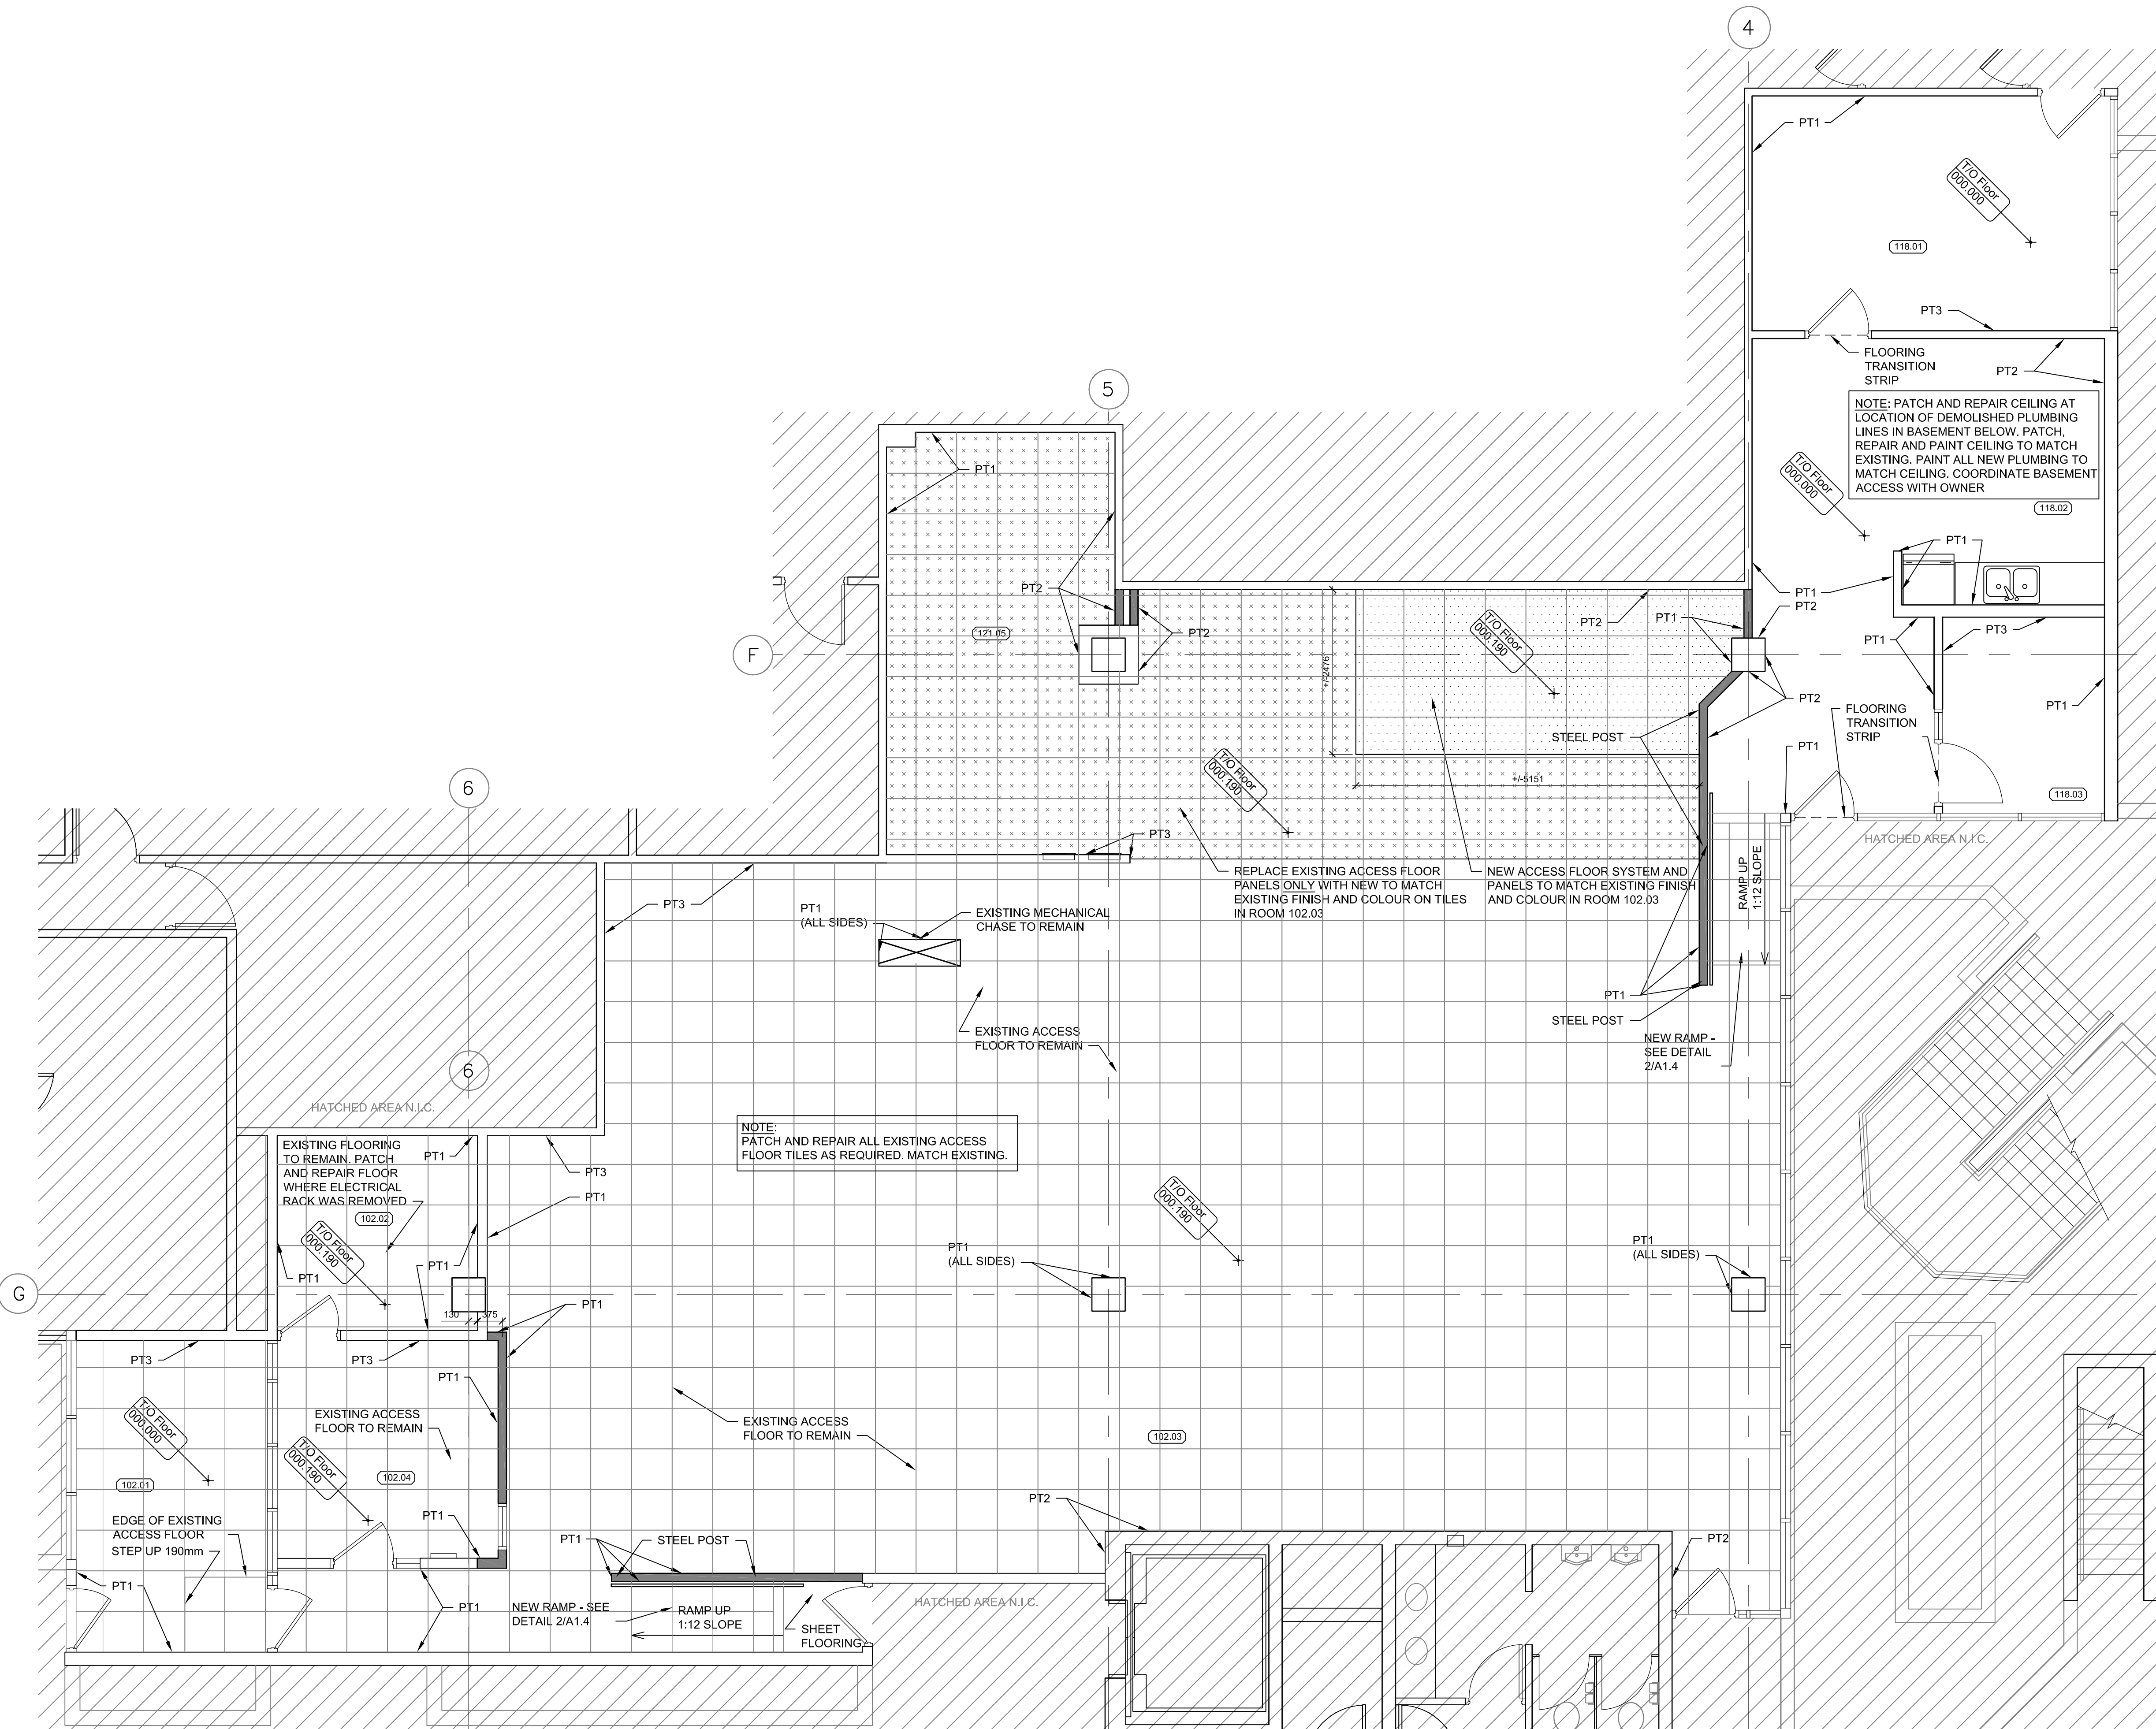 4
PT1
T/O Floor
000.000
118.01
PT3
FLOORING
TRANSITION
STRIP
PT2
NOTE: PATCH AND REPAIR CEILING AT
LOCATION OF DEMOLISHED PLUMBING
LINES IN BASEMENT BELOW. PATCH,
REPAIR AND PAINT CEILING TO MATCH
EXISTING. PAINT ALL NEW PLUMBING TO
MATCH CEILING. COORDINATE BASEMENT
ACCESS WITH OWNER
T/O Floor
000.000
118.02
5
PT1
PT1
PT2
PT1
PT2
121.05
PT2
F
T/O Floor
000.190
PT2
PT1
PT1
PT3
+/-2476
PT2
PT1
FLOORING
TRANSITION
STRIP
STEEL POST
PT1
T/O Floor
000.190
+/-5151
118.03
6
PT3
HATCHED AREA N.I.C.
REPLACE EXISTING ACCESS FLOOR
PANELS ONLY WITH NEW TO MATCH
EXISTING FINISH AND COLOUR ON TILES
IN ROOM 102.03
NEW ACCESS FLOOR SYSTEM AND
PANELS TO MATCH EXISTING FINISH
AND COLOUR IN ROOM 102.03
RAMP UP
1:12 SLOPE
PT3
PT1
(ALL SIDES)
EXISTING MECHANICAL
CHASE TO REMAIN
PT1
STEEL POST
EXISTING ACCESS
FLOOR TO REMAIN
NEW RAMP -
SEE DETAIL
2/A1.4
6
HATCHED AREA N.I.C.
NOTE:
PATCH AND REPAIR ALL EXISTING ACCESS
FLOOR TILES AS REQUIRED. MATCH EXISTING.
EXISTING FLOORING
TO REMAIN. PATCH
AND REPAIR FLOOR
WHERE ELECTRICAL
RACK WAS REMOVED
PT1
PT3
PT1
102.02
T/O Floor
000.190
T/O Floor
000.190
PT1
(ALL SIDES)
PT1
(ALL SIDES)
PT1
PT1
G
130
375
PT1
PT3
PT3
PT1
T/O Floor
000.000
EXISTING ACCESS
FLOOR TO REMAIN
EXISTING ACCESS
FLOOR TO REMAIN
102.03
T/O Floor
000.190
102.04
102.01
PT2
PT1
EDGE OF EXISTING
ACCESS FLOOR
STEP UP 190mm
PT1
STEEL POST
PT2
PT1
PT1
NEW RAMP - SEE
DETAIL 2/A1.4
RAMP UP
1:12 SLOPE
SHEET
FLOORING
HATCHED AREA N.I.C.